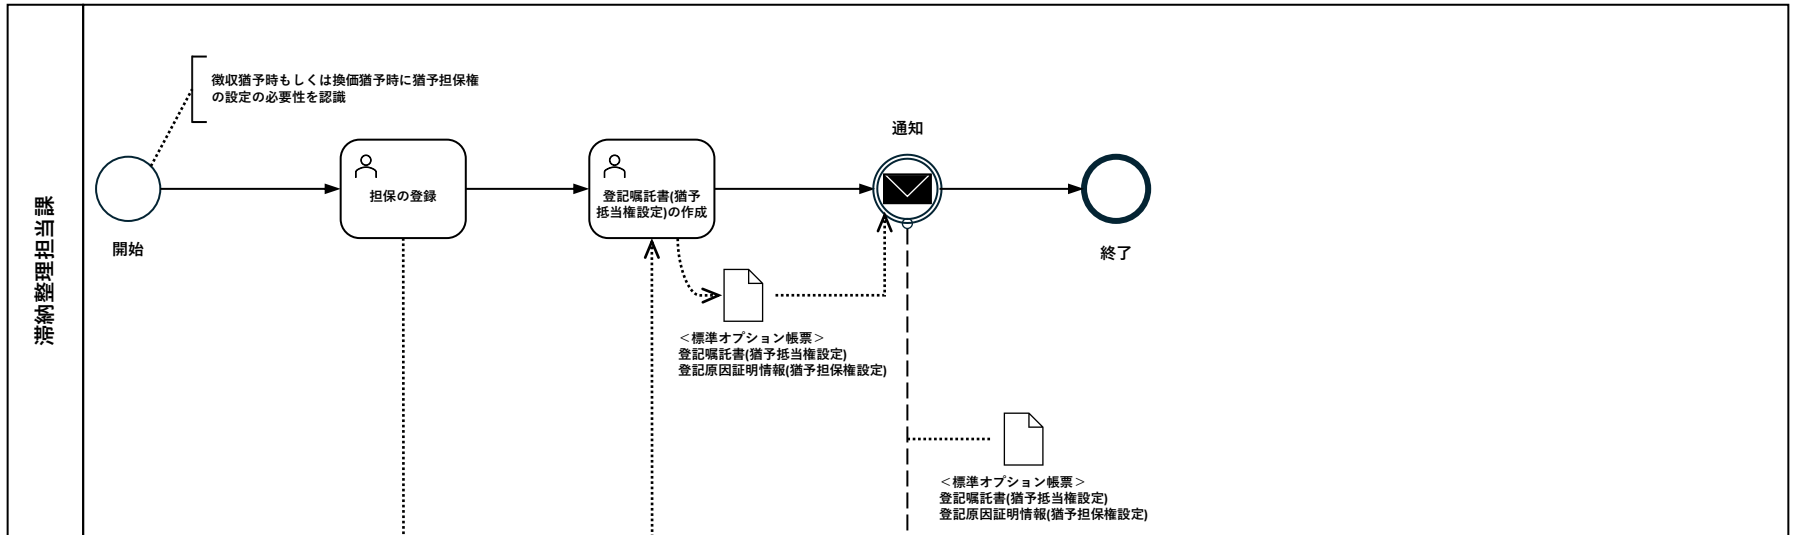 滞納整理担当課
徴収猶予時もしくは換価猶予時に猶予担保権
の設定の必要性を認識
開始
担保の登録
登記嘱託書(猶予
抵当権設定)の作成
通知
終了
＜標準オプション帳票＞
登記嘱託書(猶予抵当権設定)
登記原因証明情報(猶予担保権設定)
＜標準オプション帳票＞
登記嘱託書(猶予抵当権設定)
登記原因証明情報(猶予担保権設定)